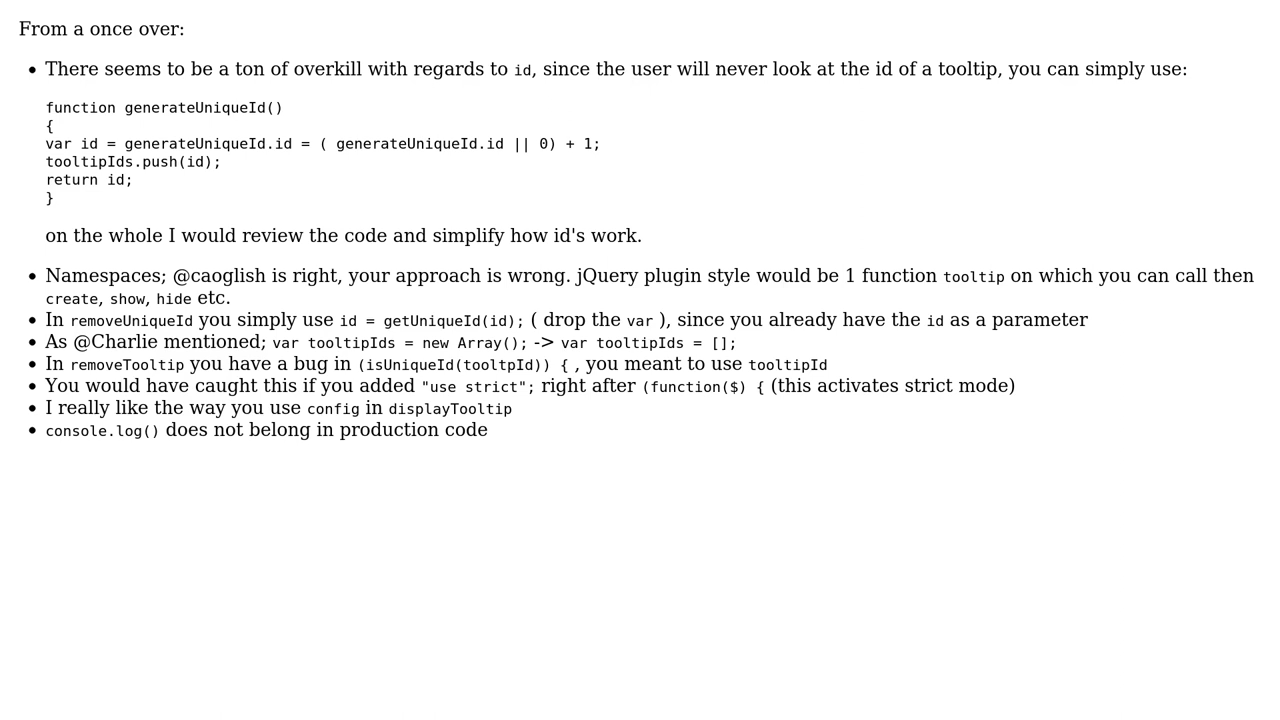 From a once over:
There seems to be a ton of overkill with regards to id, since the user will never look at the id of a tooltip, you can simply use:
function generateUniqueId()
{
var id = generateUniqueId.id = ( generateUniqueId.id || 0) + 1;
tooltipIds.push(id);
return id;
}
on the whole I would review the code and simplify how id's work.
Namespaces; @caoglish is right, your approach is wrong. jQuery plugin style would be 1 function tooltip on which you can call then
create, show, hide etc.
In removeUniqueId you simply use id = getUniqueId(id); ( drop the var ), since you already have the id as a parameter
As @Charlie mentioned; var tooltipIds = new Array(); -> var tooltipIds = [];
In removeTooltip you have a bug in (isUniqueId(tooltpId)) { , you meant to use tooltipId
You would have caught this if you added "use strict"; right after (function($) { (this activates strict mode)
I really like the way you use config in displayTooltip
console.log() does not belong in production code